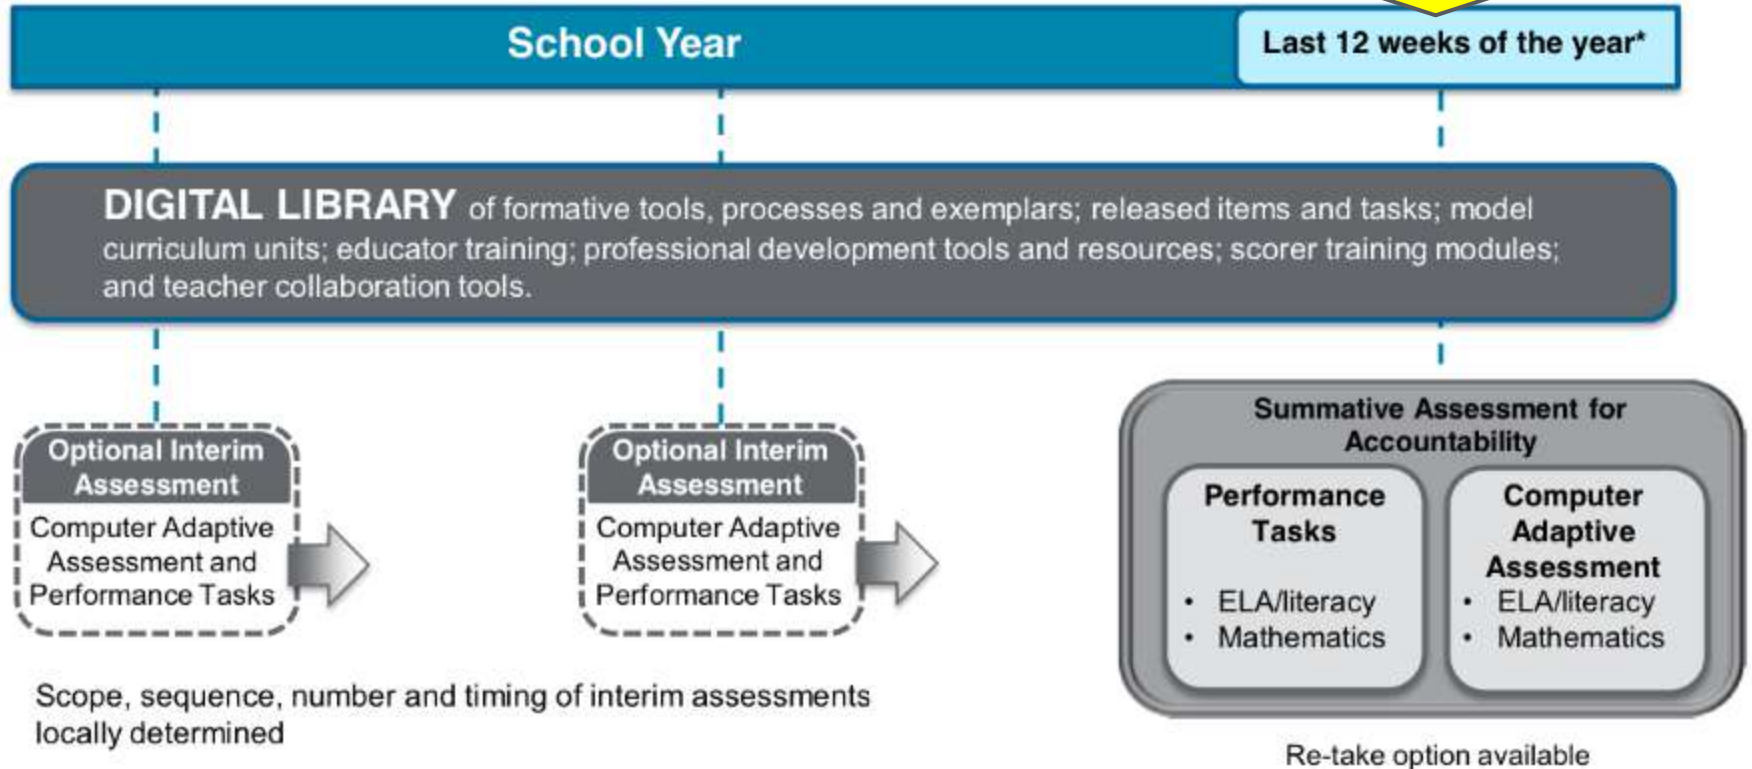 School Year
Last 12 weeks of the year*
DIGITAL LIBRARY of formative tools, processes and exemplars; released items and tasks; model
curriculum units; educator training; professional development tools and resources; scorer training modules;
and teacher collaboration tools.
Optional Interim
Assessment
Computer Adaptive
Assessment and
Performance Tasks
Optional Interim
Assessment
Computer Adaptive
Assessment and
Performance Tasks
Summative Assessment for
Accountability
Performance
Tasks
• ELA/literacy
• Mathematics
Computer
Adaptive
Assessment
• ELA/literacy
• Mathematics
Scope, sequence, number and timing of interim assessments
locally determined
Re-take option available